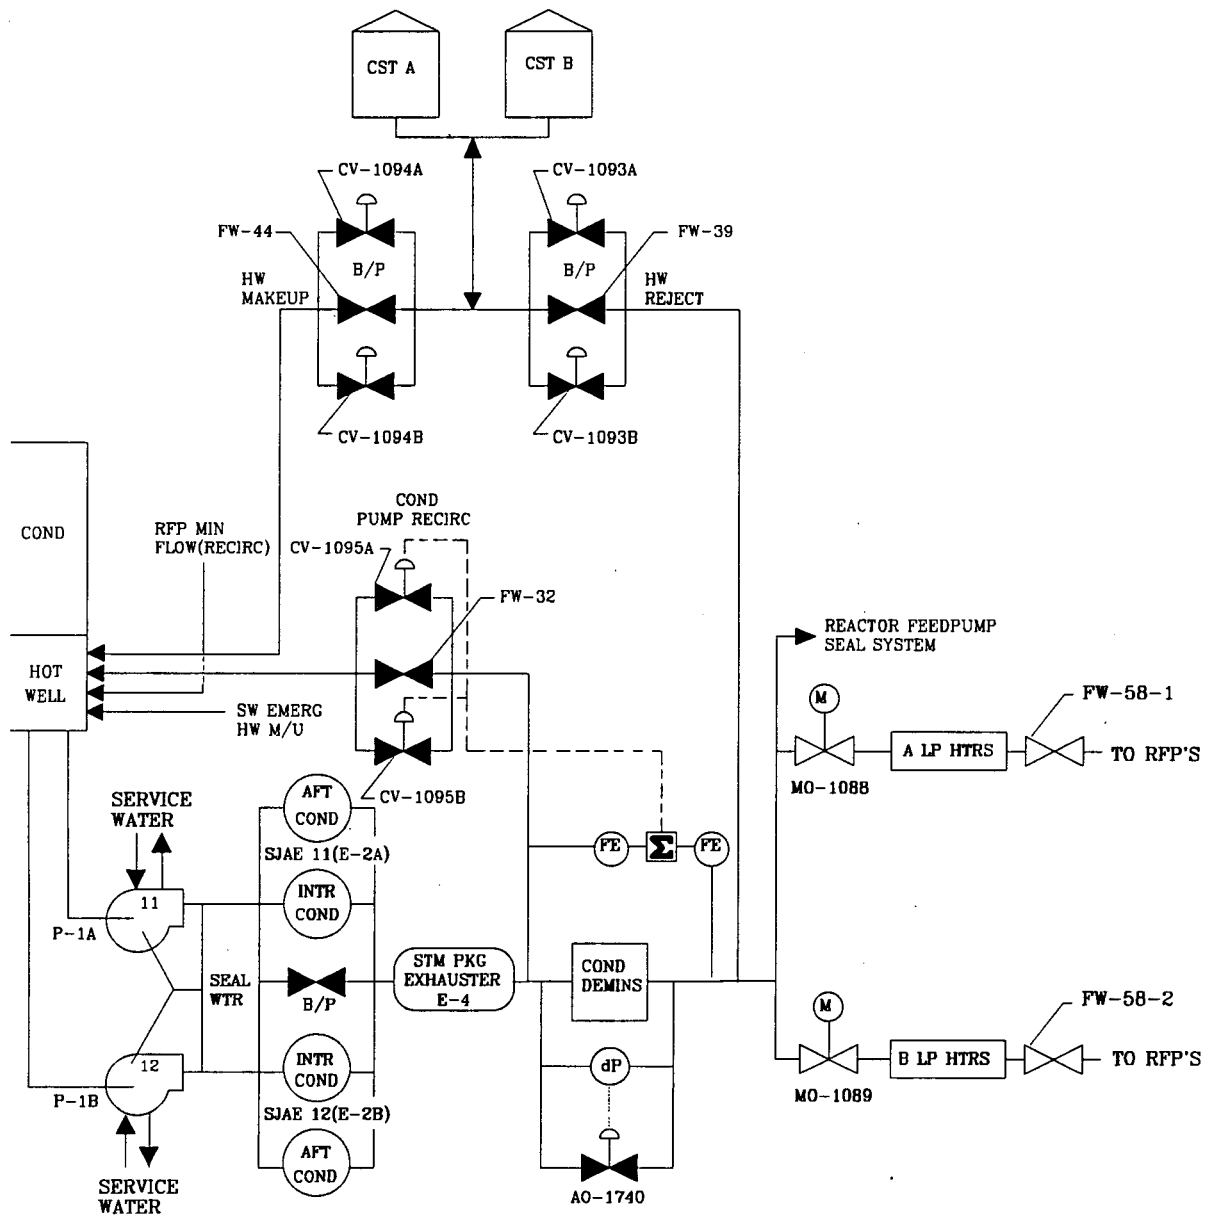 CST A
CST B
CV-1094A
CV-1093A
FW-44
FW-39
B/P
B/P
HW
MAKEUP
HW
REJECT
CV-1094B
CV-1093B
COND
PUMP RECIRC
COND
RFP MIN
FLOW(RECIRC)
CV-1095A
FW-32
REACTOR FEEDPUMP
SEAL SYSTEM
HOT
WELL
SW EMERG
HW M/U
M
FW-58-1
A LP HTRS
TO RFP'S
MO-1088
CV-1095B
SERVICE
WATER
AFT
COND
SJAE 11(E-2A)
FE
Σ
FE
11
INTR
COND
P-1A
SEAL
WTR
B/P
STM PKG
EXHAUSTER
E-4
COND
DEMINS
M
FW-58-2
B LP HTRS
TO RFP'S
MO-1089
12
INTR
COND
dP
P-1B
SJAE 12(E-2B)
AFT
COND
SERVICE
WATER
AO-1740